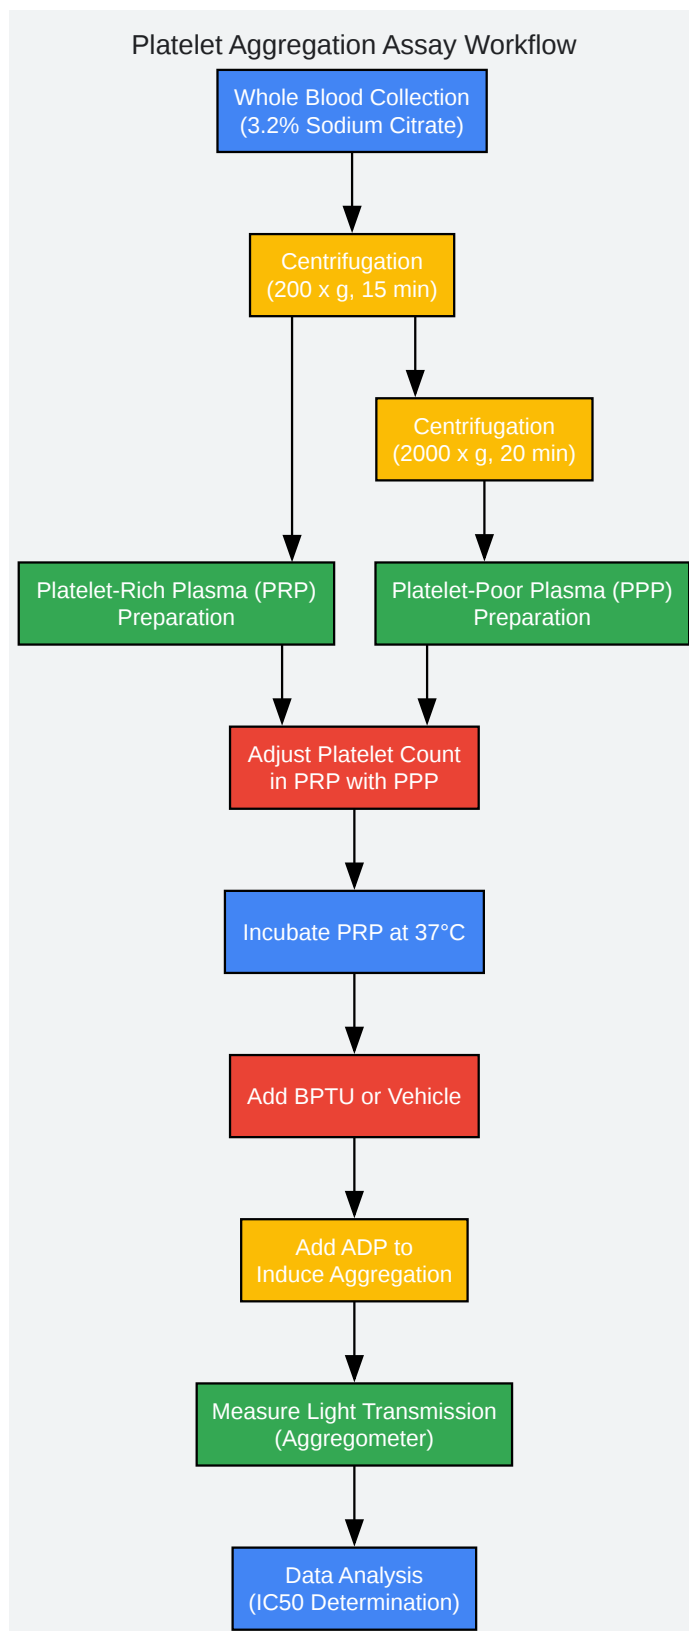 Platelet Aggregation Assay Workflow
Whole Blood Collection
(3.2% Sodium Citrate)
Centrifugation
(200 x g, 15 min)
Centrifugation
(2000 x g, 20 min)
Platelet-Rich Plasma (PRP)
Preparation
Platelet-Poor Plasma (PPP)
Preparation
Adjust Platelet Count
in PRP with PPP
Incubate PRP at 37°C
Add BPTU or Vehicle
Add ADP to
Induce Aggregation
Measure Light Transmission
(Aggregometer)
Data Analysis
(IC50 Determination)